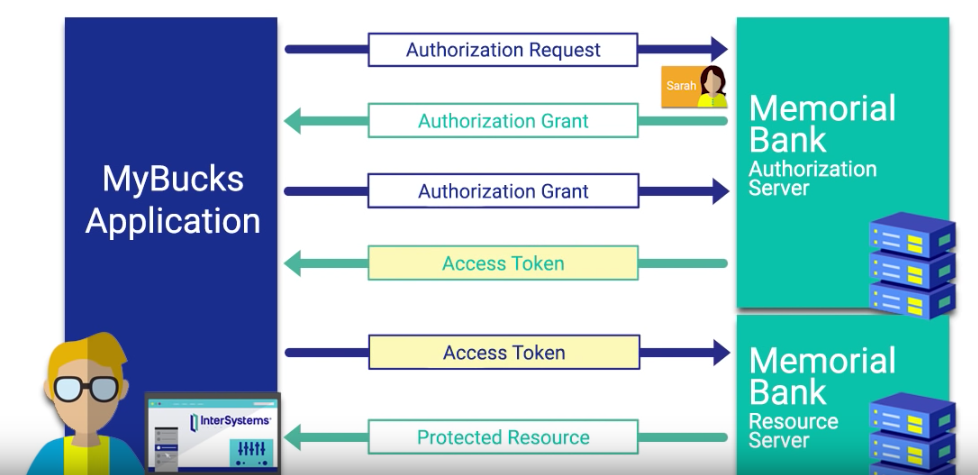 Authorization Request
Sarah
Authorization Grant
MyBucks
Application
Authorization Grant
Access Token
Access Token
Protected Resource
Memorial
Bank
Authorization
Server
Memorial
Bank
Resource
Server
InterSystems